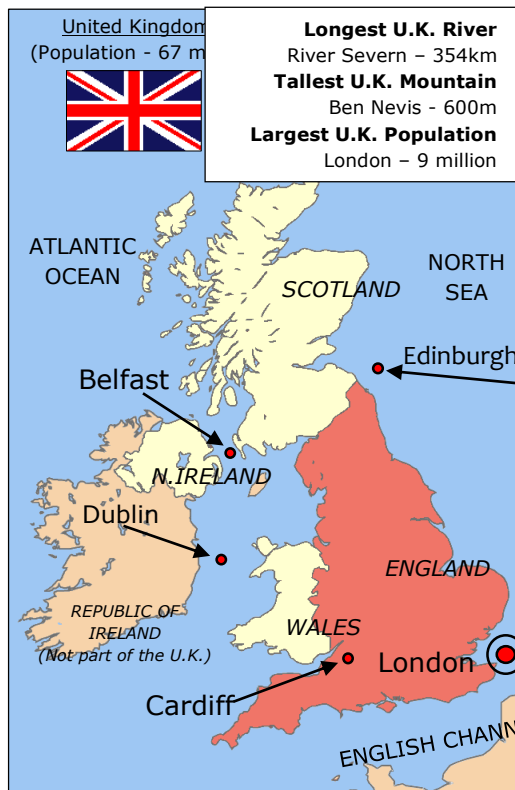 United Kingdom
(Population - 67 m
Longest U.K. River
River Severn – 354km
Tallest U.K. Mountain
Ben Nevis - 600m
Largest U.K. Population
London – 9 million
ATLANTIC
OCEAN
NORTH
SEA
SCOTLAND
Edinburgh
Belfast
N.IRELAND
Dublin
ENGLAND
REPUBLIC OF
IRELAND
(Not part of the U.K.)
WALES
London
Cardiff
ENGLISH CHANN